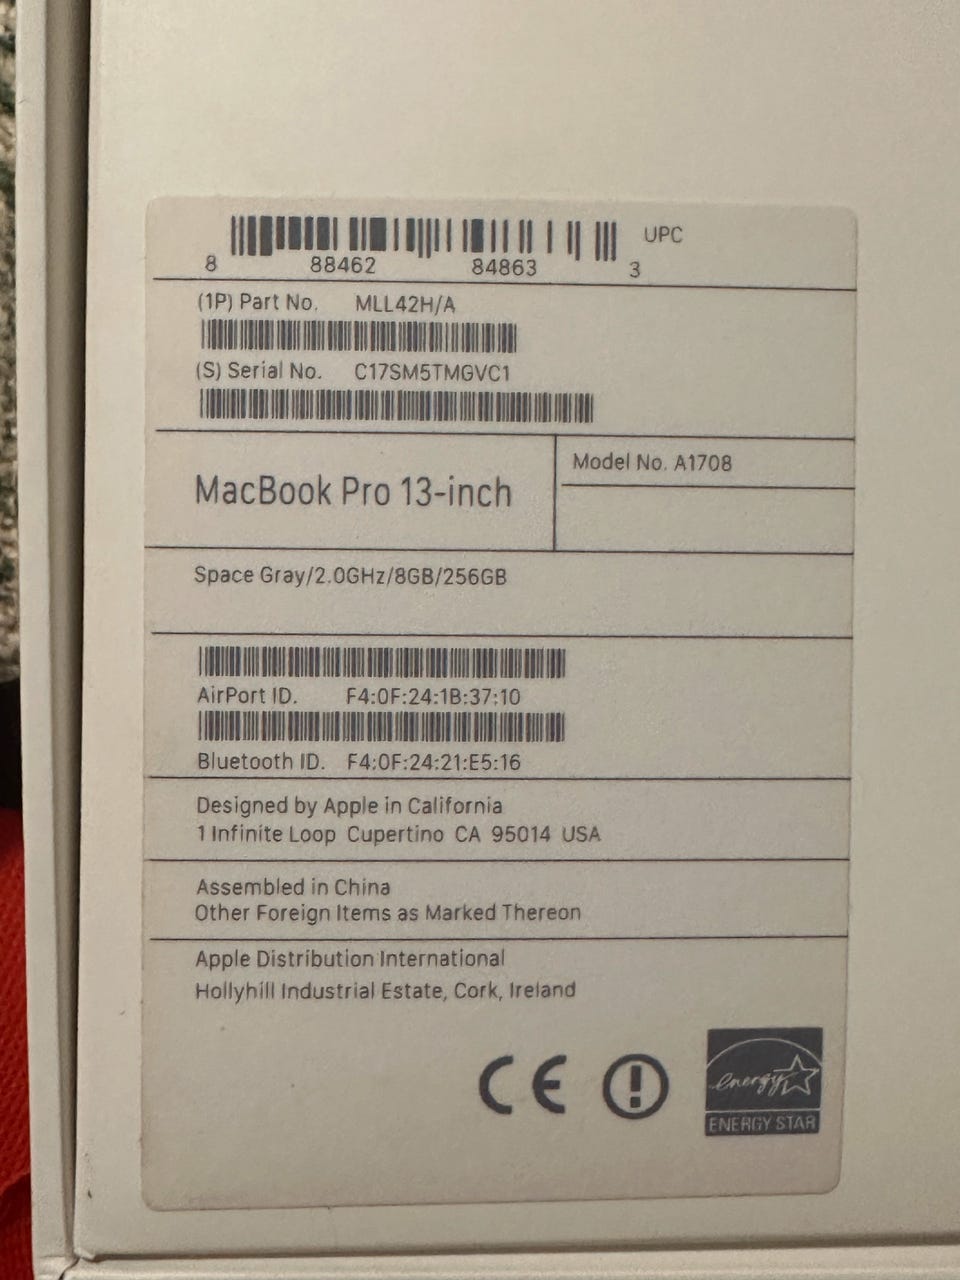 UPC
8 88462 84863 3
(1P) Part No. MLL42H/A
(S) Serial No. C17SM5TMGVC1
MacBook Pro 13-inch
Model No. A1708
Space Gray/2.0GHz/8GB/256GB
AirPort ID. F4:0F:24:1B:37:10
Bluetooth ID. F4:0F:24:21:E5:16
Designed by Apple in California
1 Infinite Loop Cupertino CA 95014 USA
Assembled in China
Other Foreign Items as Marked Thereon
Apple Distribution International
Hollyhill Industrial Estate, Cork, Ireland
CE
energy
ENERGY STAR